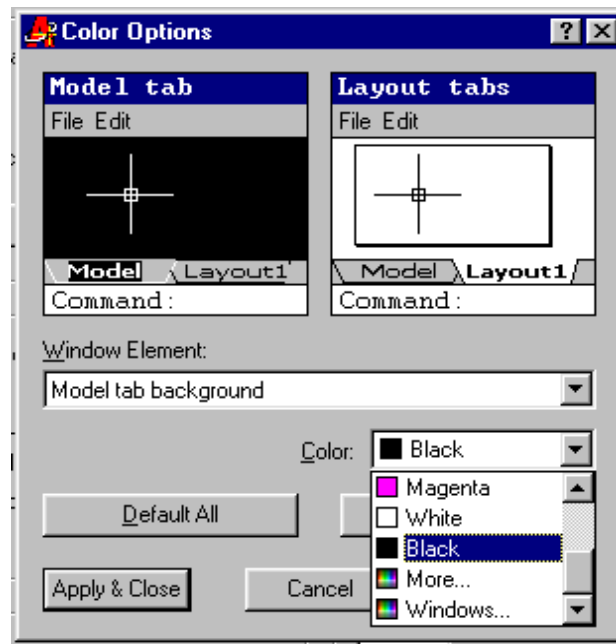 Color Options
Model tab
File Edit
Model Layout1
Command:
Layout tabs
File Edit
Model Layout1
Command:
Window Element:
Model tab background
Color: Black
Magenta
White
Black
More...
Windows...
Default All
Apply & Close
Cancel